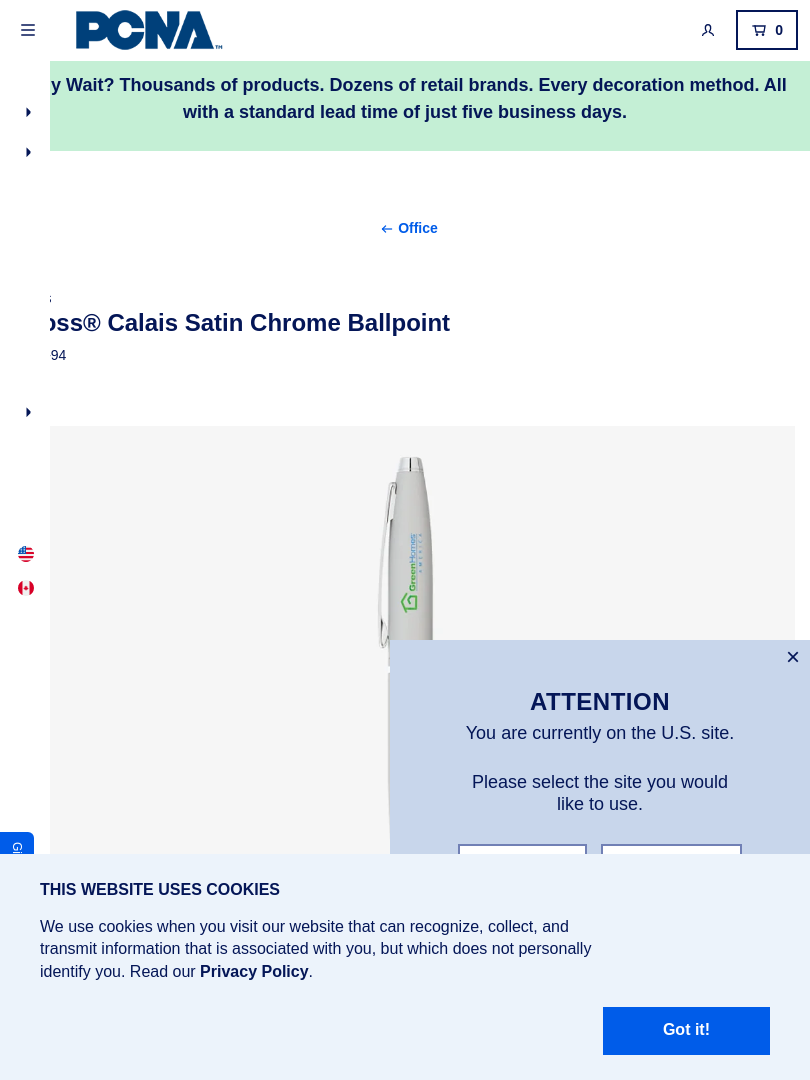 PCNA™
0
y Wait? Thousands of products. Dozens of retail brands. Every decoration method. All
with a standard lead time of just five business days.
← Office
oss® Calais Satin Chrome Ballpoint
94
GreenHomes
AMERICA
×
ATTENTION
You are currently on the U.S. site.
Please select the site you would
like to use.
Gi
THIS WEBSITE USES COOKIES
We use cookies when you visit our website that can recognize, collect, and
transmit information that is associated with you, but which does not personally
identify you. Read our Privacy Policy.
Got it!